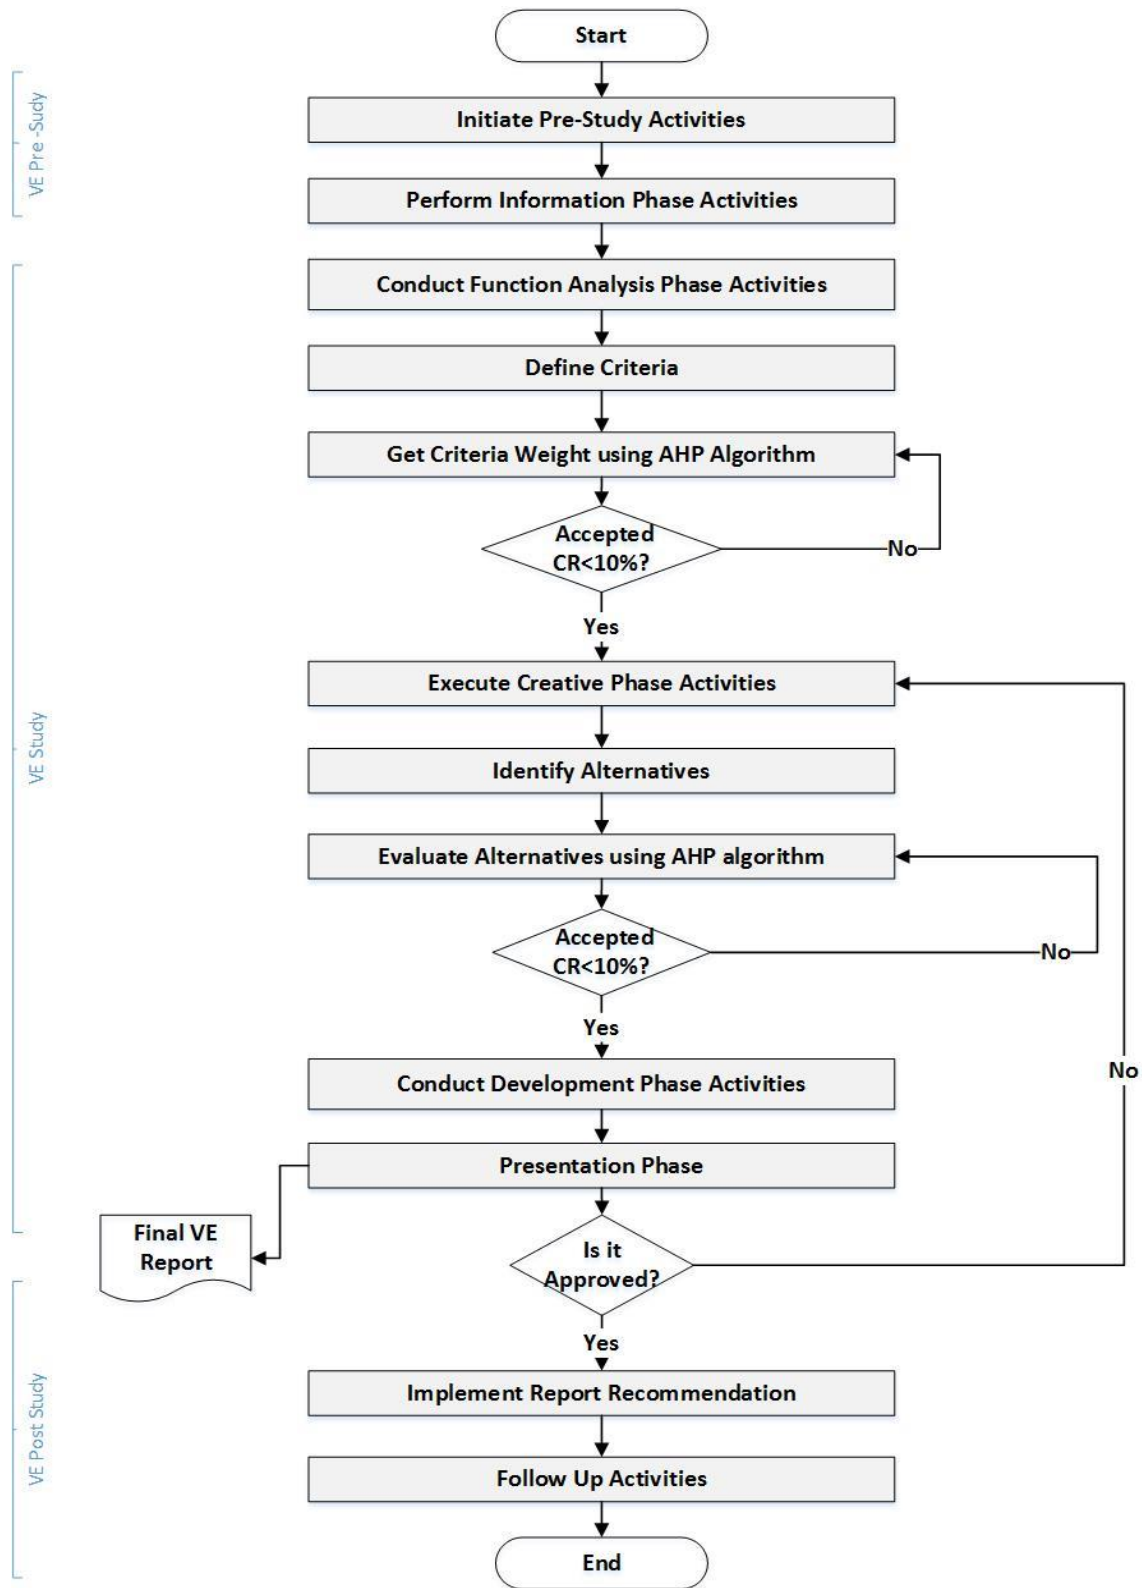 Start
VE Pre -Sudy
Initiate Pre-Study Activities
Perform Information Phase Activities
Conduct Function Analysis Phase Activities
Define Criteria
Get Criteria Weight using AHP Algorithm
Accepted
CR<10%?
No
Yes
Execute Creative Phase Activities
VE Study
Identify Alternatives
Evaluate Alternatives using AHP algorithm
Accepted
CR<10%?
No
Yes
Conduct Development Phase Activities
No
Presentation Phase
Final VE
Report
Is it
Approved?
Yes
Implement Report Recommendation
VE Post Study
Follow Up Activities
End